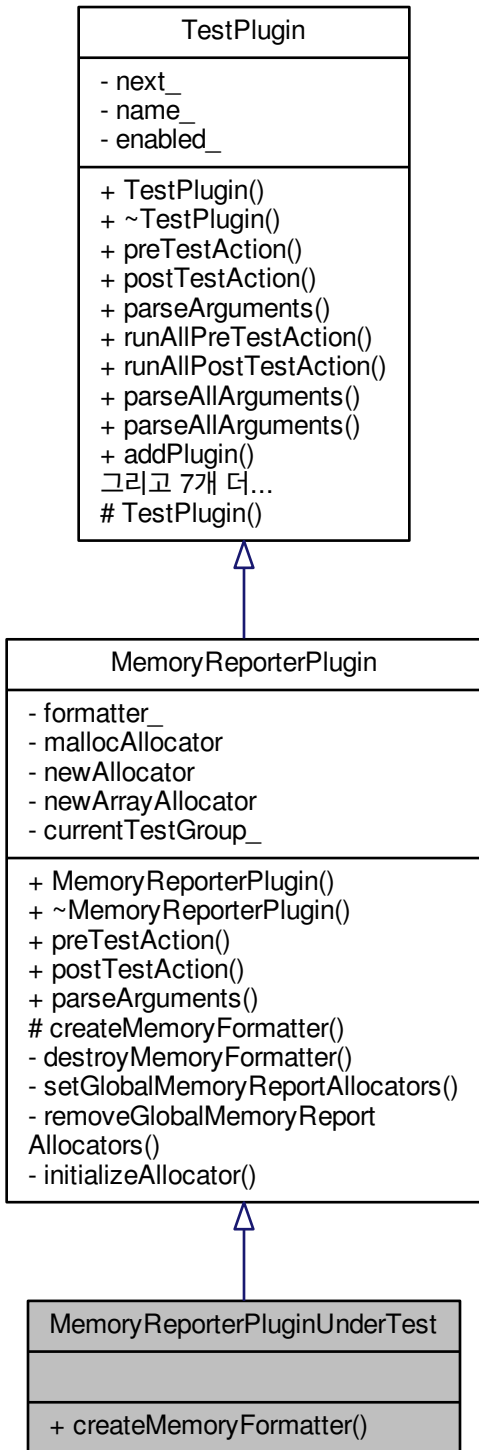 TestPlugin
- next_
- name_
- enabled_
+ TestPlugin()
+ ~TestPlugin()
+ preTestAction()
+ postTestAction()
+ parseArguments()
+ runAllPreTestAction()
+ runAllPostTestAction()
+ parseAllArguments()
+ parseAllArguments()
+ addPlugin()
그리고 7개 더...
# TestPlugin()
MemoryReporterPlugin
- formatter_
- mallocAllocator
- newAllocator
- newArrayAllocator
- currentTestGroup_
+ MemoryReporterPlugin()
+ ~MemoryReporterPlugin()
+ preTestAction()
+ postTestAction()
+ parseArguments()
# createMemoryFormatter()
- destroyMemoryFormatter()
- setGlobalMemoryReportAllocators()
- removeGlobalMemoryReport
Allocators()
- initializeAllocator()
MemoryReporterPluginUnderTest
+ createMemoryFormatter()